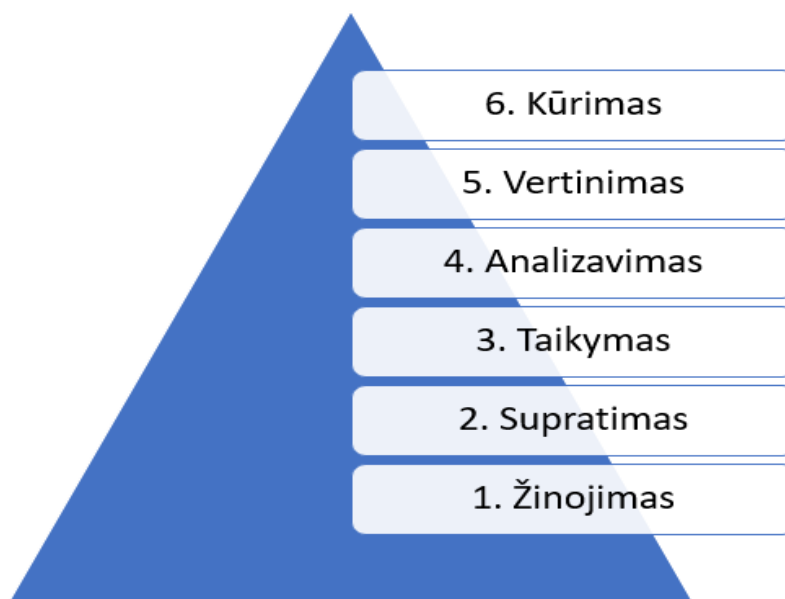 6. Kūrimas
5. Vertinimas
4. Analizavimas
3. Taikymas
2. Supratimas
1. Žinojimas